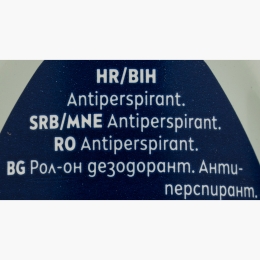 HR/BIH
Antiperspirant.
SRB/MNE Antiperspirant.
RO Antiperspirant.
BG Рол-он дезодорант. Анти-
перспирант.